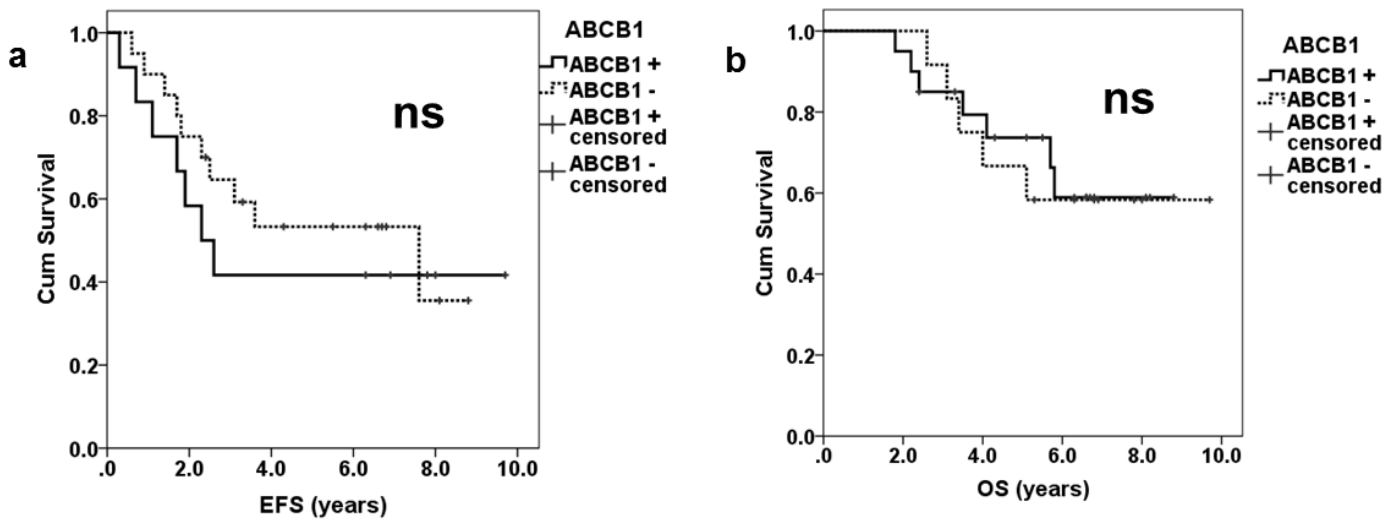 a
ABCB1
ABCB1 +
ABCB1 -
ABCB1 +
censored
ABCB1 -
censored
ns
1.0
0.8
0.6
0.4
0.2
0.0
Cum Survival
.0 2.0 4.0 6.0 8.0 10.0
EFS (years)
b
ABCB1
ABCB1 +
ABCB1 -
ABCB1 +
censored
ABCB1 -
censored
ns
1.0
0.8
0.6
0.4
0.2
0.0
Cum Survival
.0 2.0 4.0 6.0 8.0 10.0
OS (years)